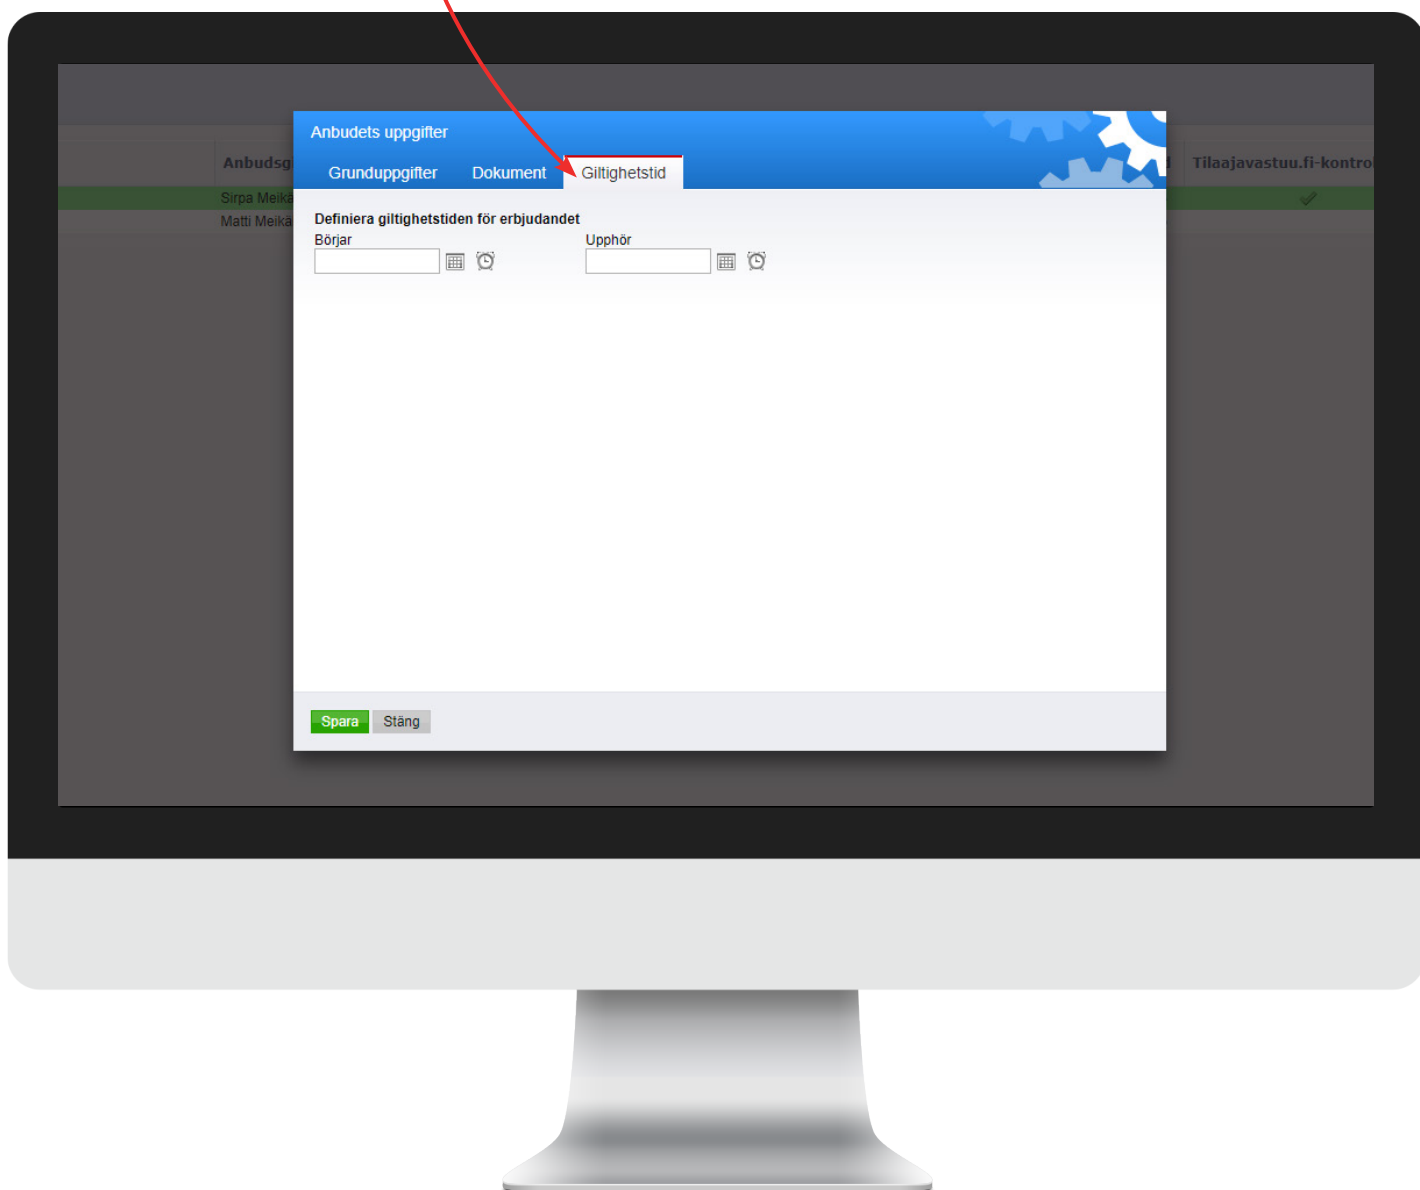 Anbudets uppgifter
Grunduppgifter Dokument Giltighetstid
Tilaajavastuu.fi-kontro
Anbudsg
Sirpa Meikä
Matti Meika
Definiera giltighetstiden för erbjudandet
Börjar Upphör
Spara Stäng